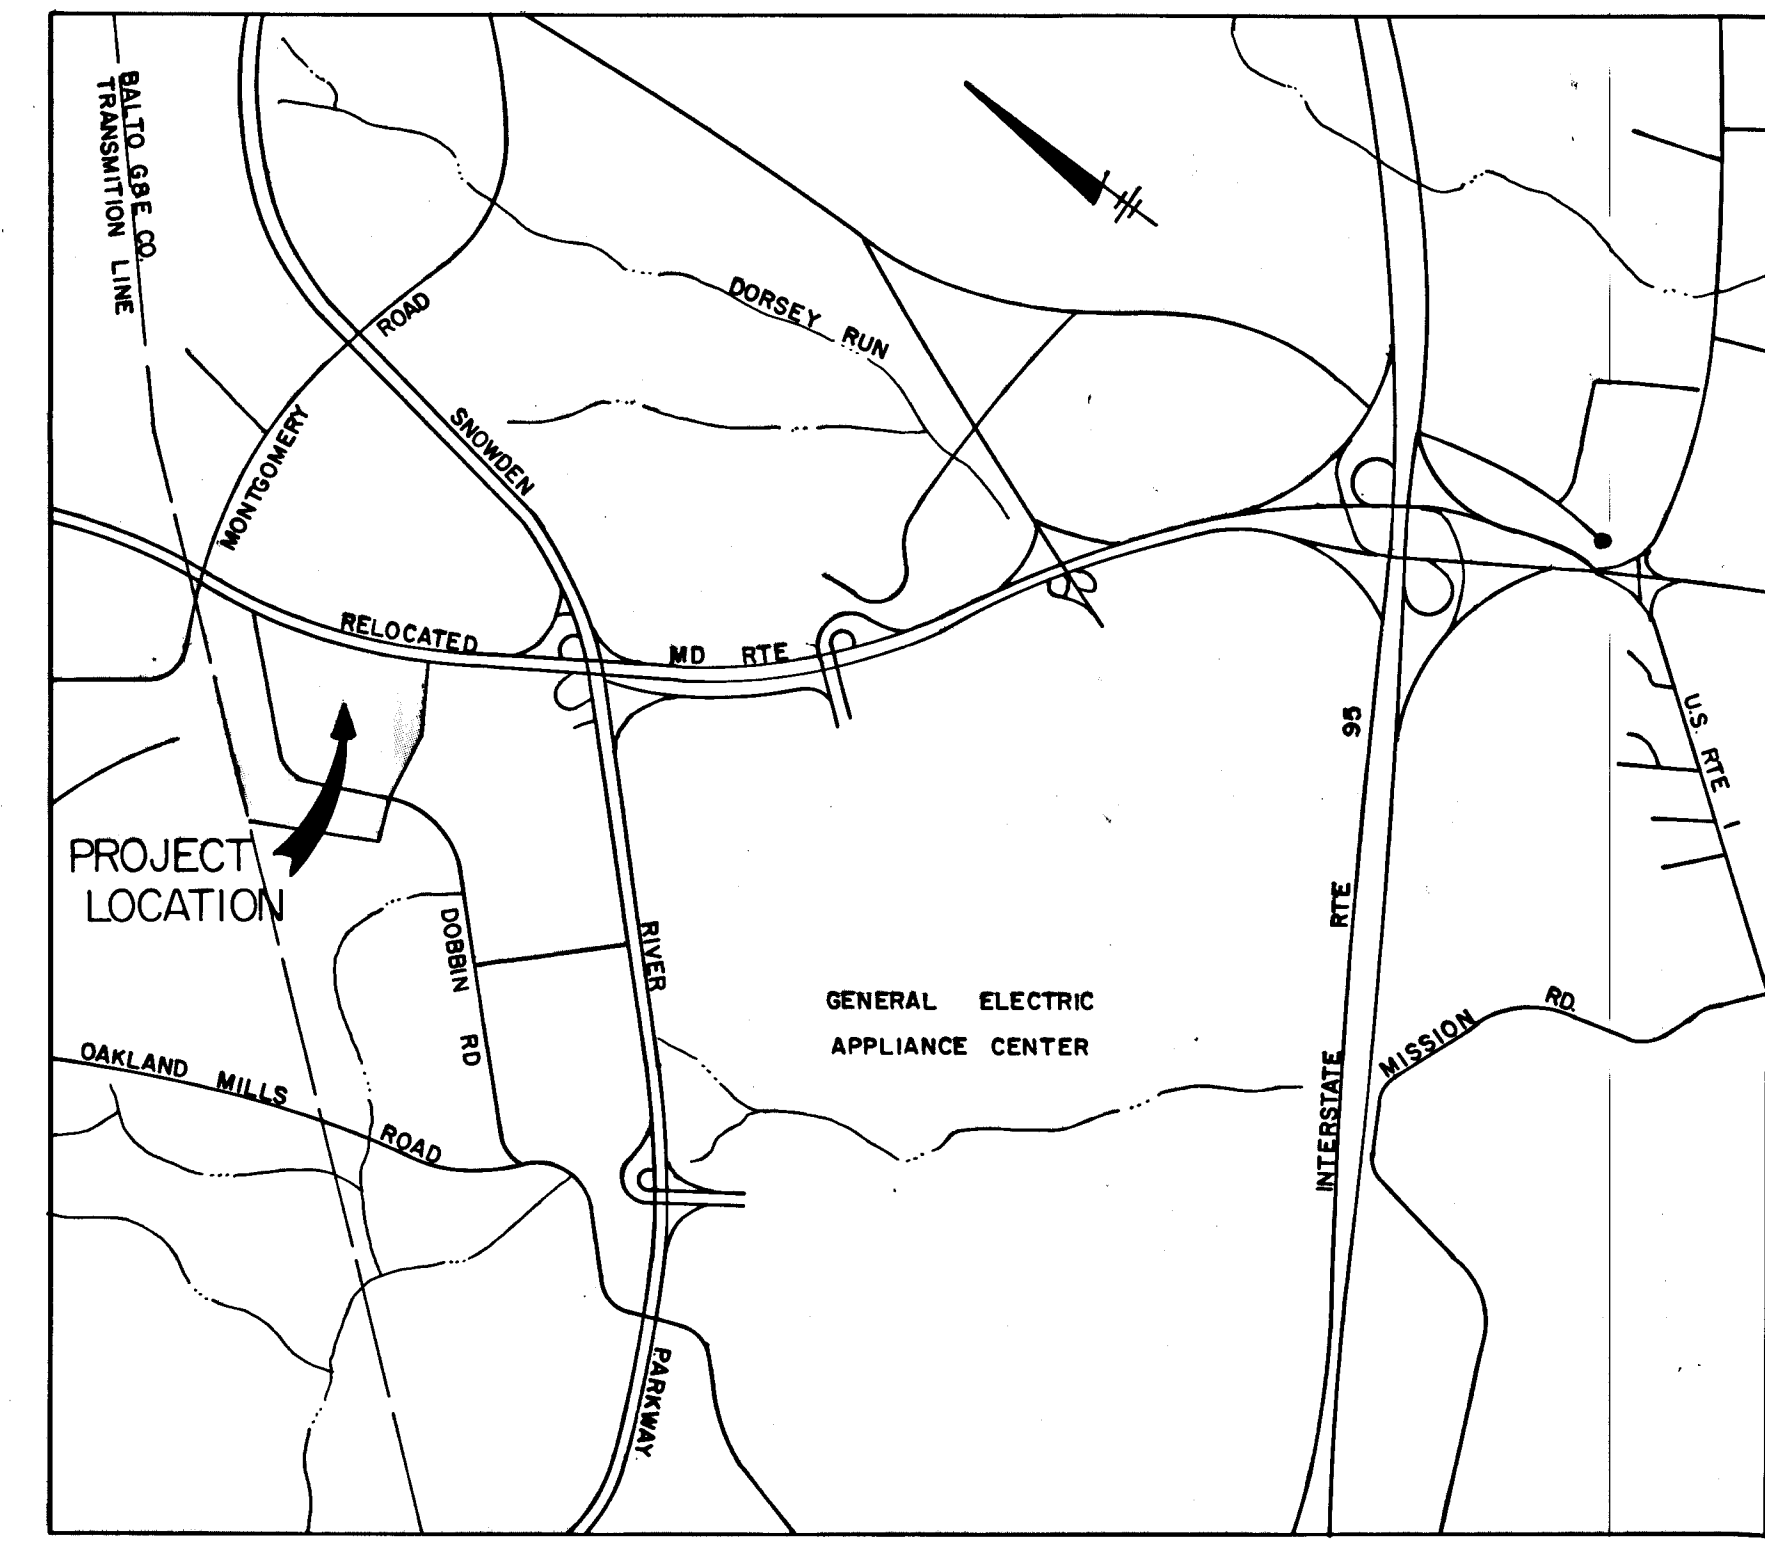 BALTO G&E CO.
TRANSMITION LINE
ROAD
MONTGOMERY
SNOWDEN
DORSEY RUN
RELOCATED
MD RTE
95
U.S. RTE 1
PROJECT
LOCATION
DOBBIN RD
RIVER
RTE
GENERAL ELECTRIC
APPLIANCE CENTER
RD.
MISSION
OAKLAND MILLS
ROAD
INTERSTATE
PARKWAY